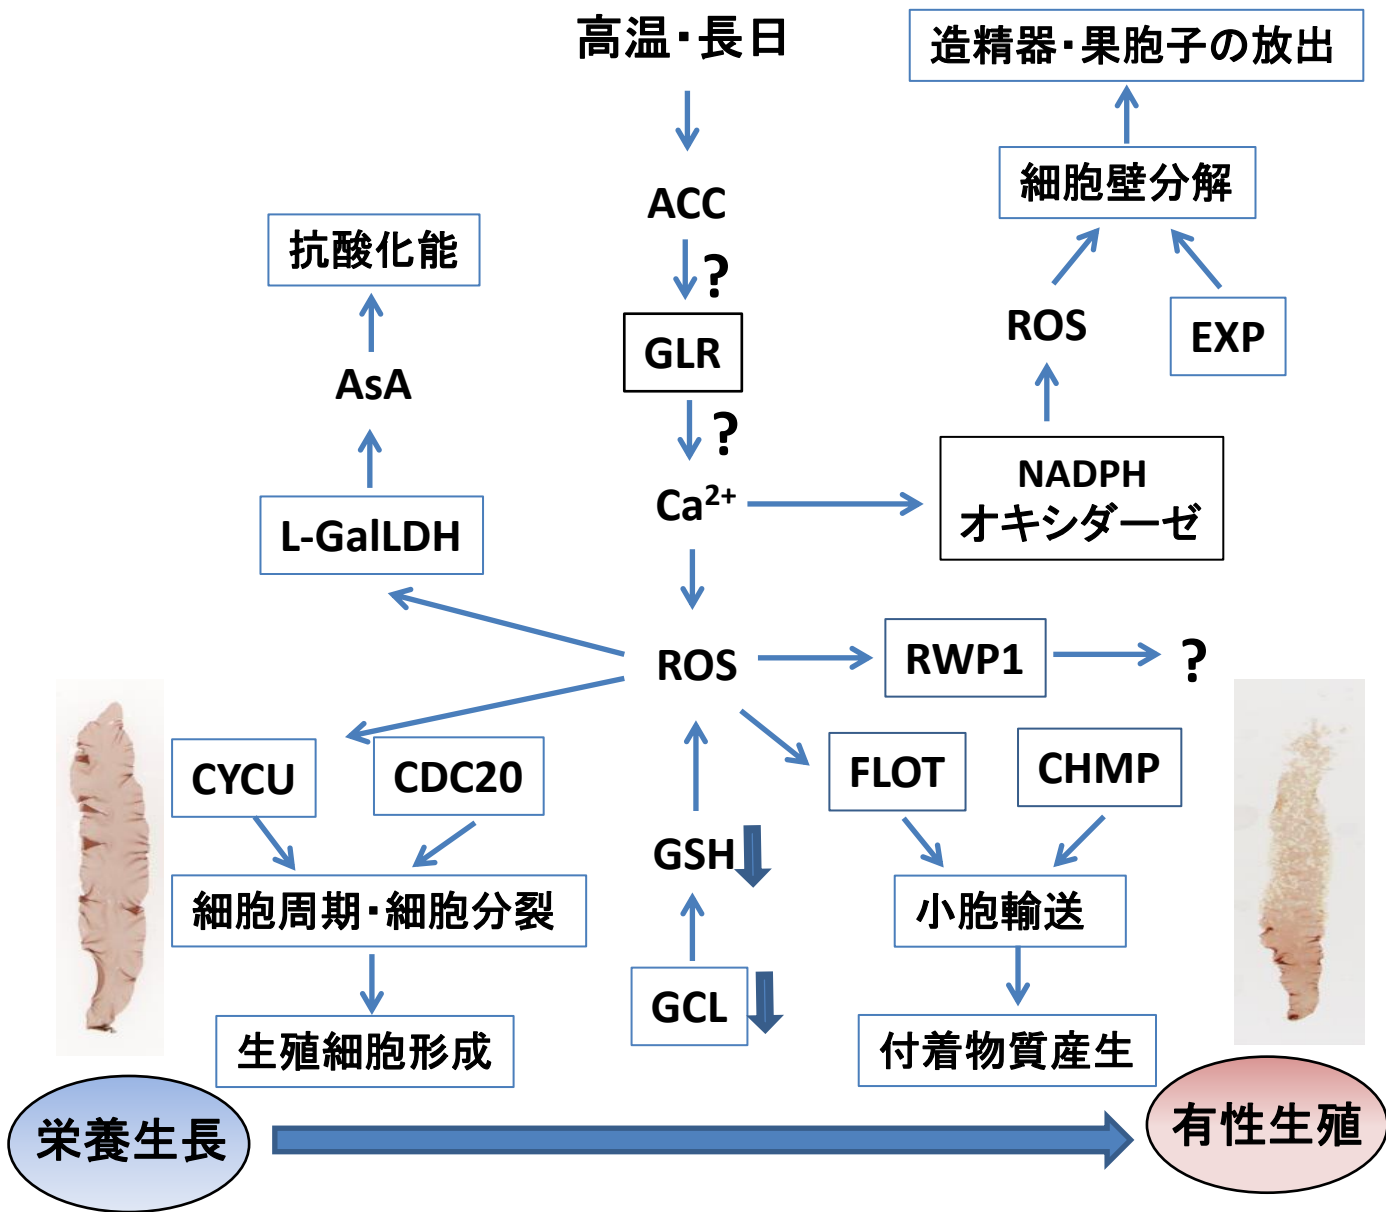 高温・長日
造精器・果胞子の放出
細胞壁分解
ACC
抗酸化能
?
ROS
EXP
GLR
AsA
?
NADPH
オキシダーゼ
Ca²⁺
L-GalLDH
ROS
RWP1
?
CYCU
CDC20
FLOT
CHMP
GSH
細胞周期・細胞分裂
小胞輸送
GCL
生殖細胞形成
付着物質産生
栄養生長
有性生殖